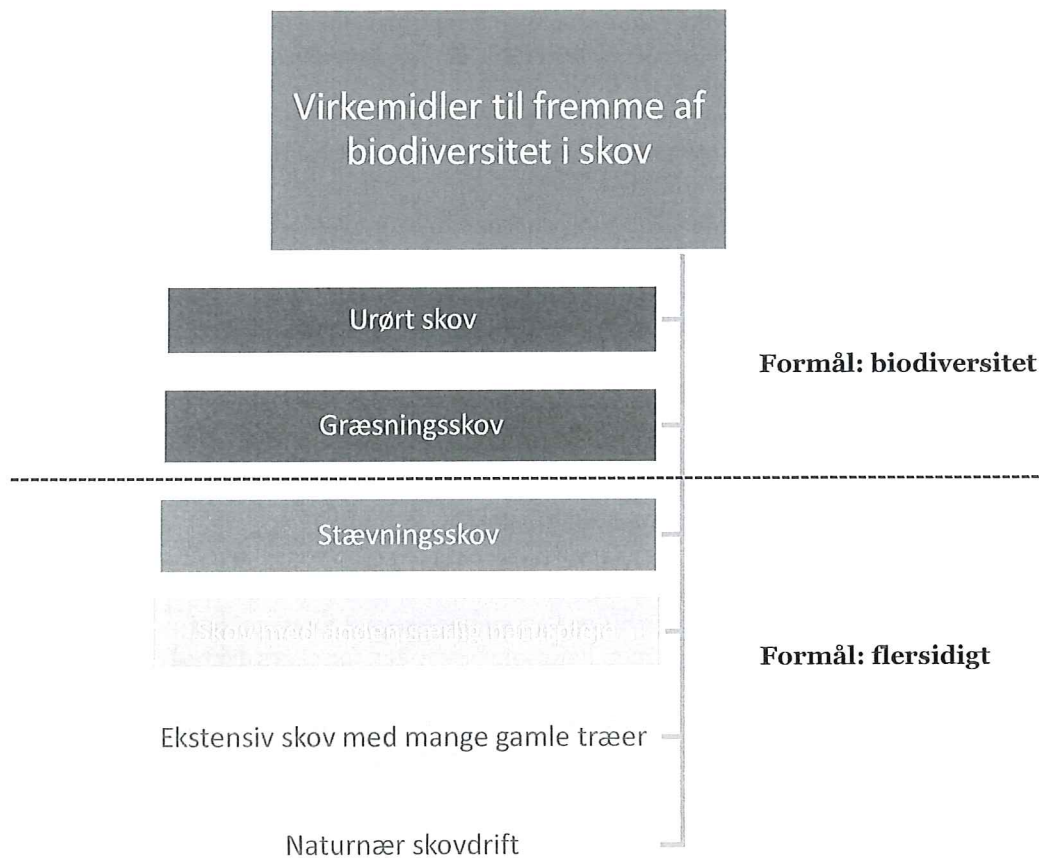 Virkemidler til fremme af
biodiversitet i skov
Urørt skov
Græsningsskov
Formål: biodiversitet
Stævningsskov
Formål: flersidigt
Ekstensiv skov med mange gamle træer
Naturnær skovdrift